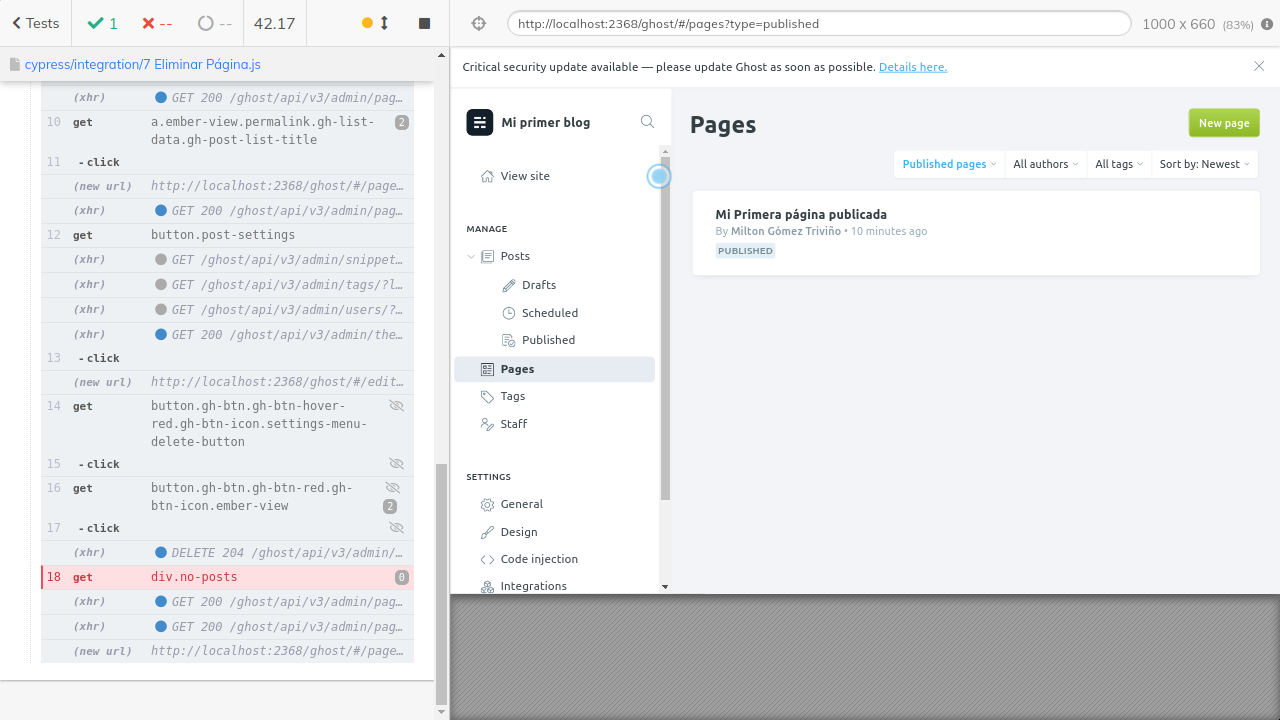 Tests
1
--
--
42.17
http://localhost:2368/ghost/#/pages?type=published
1000 x 660 (83%)
cypress/integration/7 Eliminar Página.js
(xhr) GET 200 /ghost/api/v3/admin/pag…
10 get a.ember-view.permalink.gh-list-
data.gh-post-list-title 2
11 - click
(new url) http://localhost:2368/ghost/#/page…
(xhr) GET 200 /ghost/api/v3/admin/pag…
12 get button.post-settings
(xhr) GET /ghost/api/v3/admin/snippet…
(xhr) GET /ghost/api/v3/admin/tags/?l…
(xhr) GET /ghost/api/v3/admin/users/?…
(xhr) GET 200 /ghost/api/v3/admin/the…
13 - click
(new url) http://localhost:2368/ghost/#/edit…
14 get button.gh-btn.gh-btn-hover-
red.gh-btn-icon.settings-menu-
delete-button
15 - click
16 get button.gh-btn.gh-btn-red.gh-
btn-icon.ember-view 2
17 - click
(xhr) DELETE 204 /ghost/api/v3/admin/…
18 get div.no-posts 0
(xhr) GET 200 /ghost/api/v3/admin/pag…
(xhr) GET 200 /ghost/api/v3/admin/pag…
(new url) http://localhost:2368/ghost/#/page…
Critical security update available — please update Ghost as soon as possible. Details here.
Mi primer blog
View site
MANAGE
Posts
Drafts
Scheduled
Published
Pages
Tags
Staff
SETTINGS
General
Design
Code injection
Integrations
Pages
New page
Published pages
All authors
All tags
Sort by: Newest
Mi Primera página publicada
By Milton Gómez Triviño • 10 minutes ago
PUBLISHED